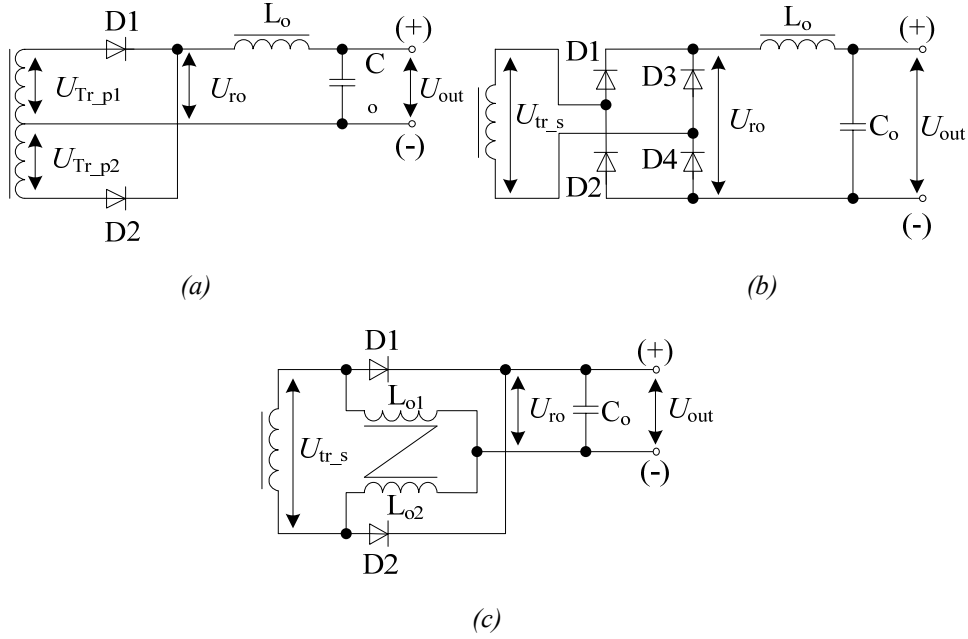 D1
L_o
(+)
U_Tr_p1
U_ro
C
o
U_out
(-)
U_Tr_p2
D2
(a)
D1
D3
L_o
(+)
U_tr_s
U_ro
C_o
U_out
D2
D4
(-)
(b)
D1
(+)
L_o1
U_tr_s
U_ro
C_o
U_out
(-)
L_o2
D2
(c)